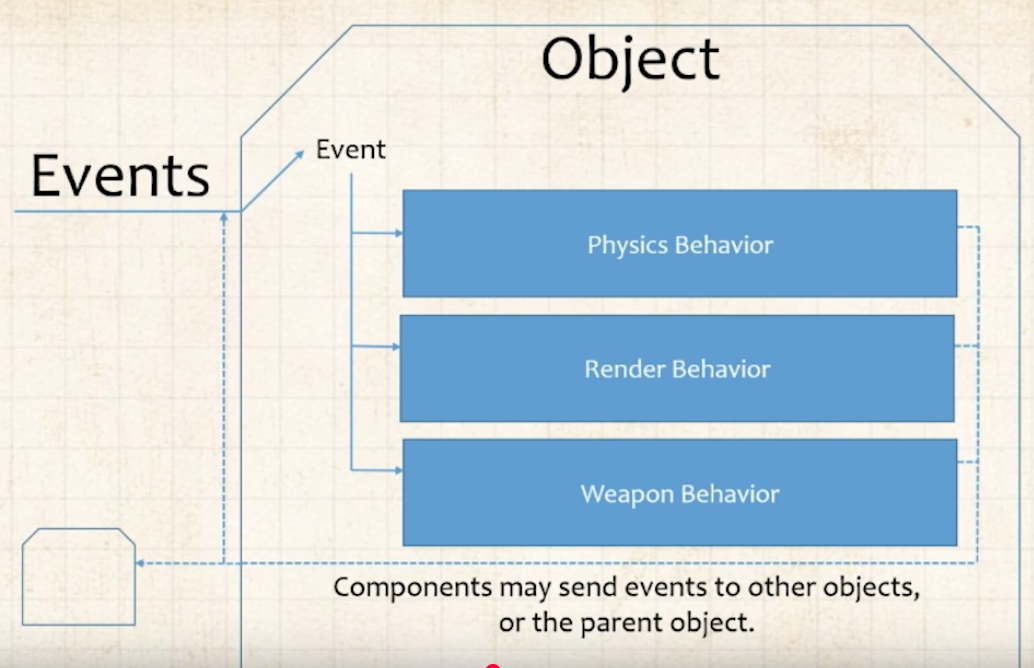 Object
Events
Event
Physics Behavior
Render Behavior
Weapon Behavior
Components may send events to other objects,
or the parent object.